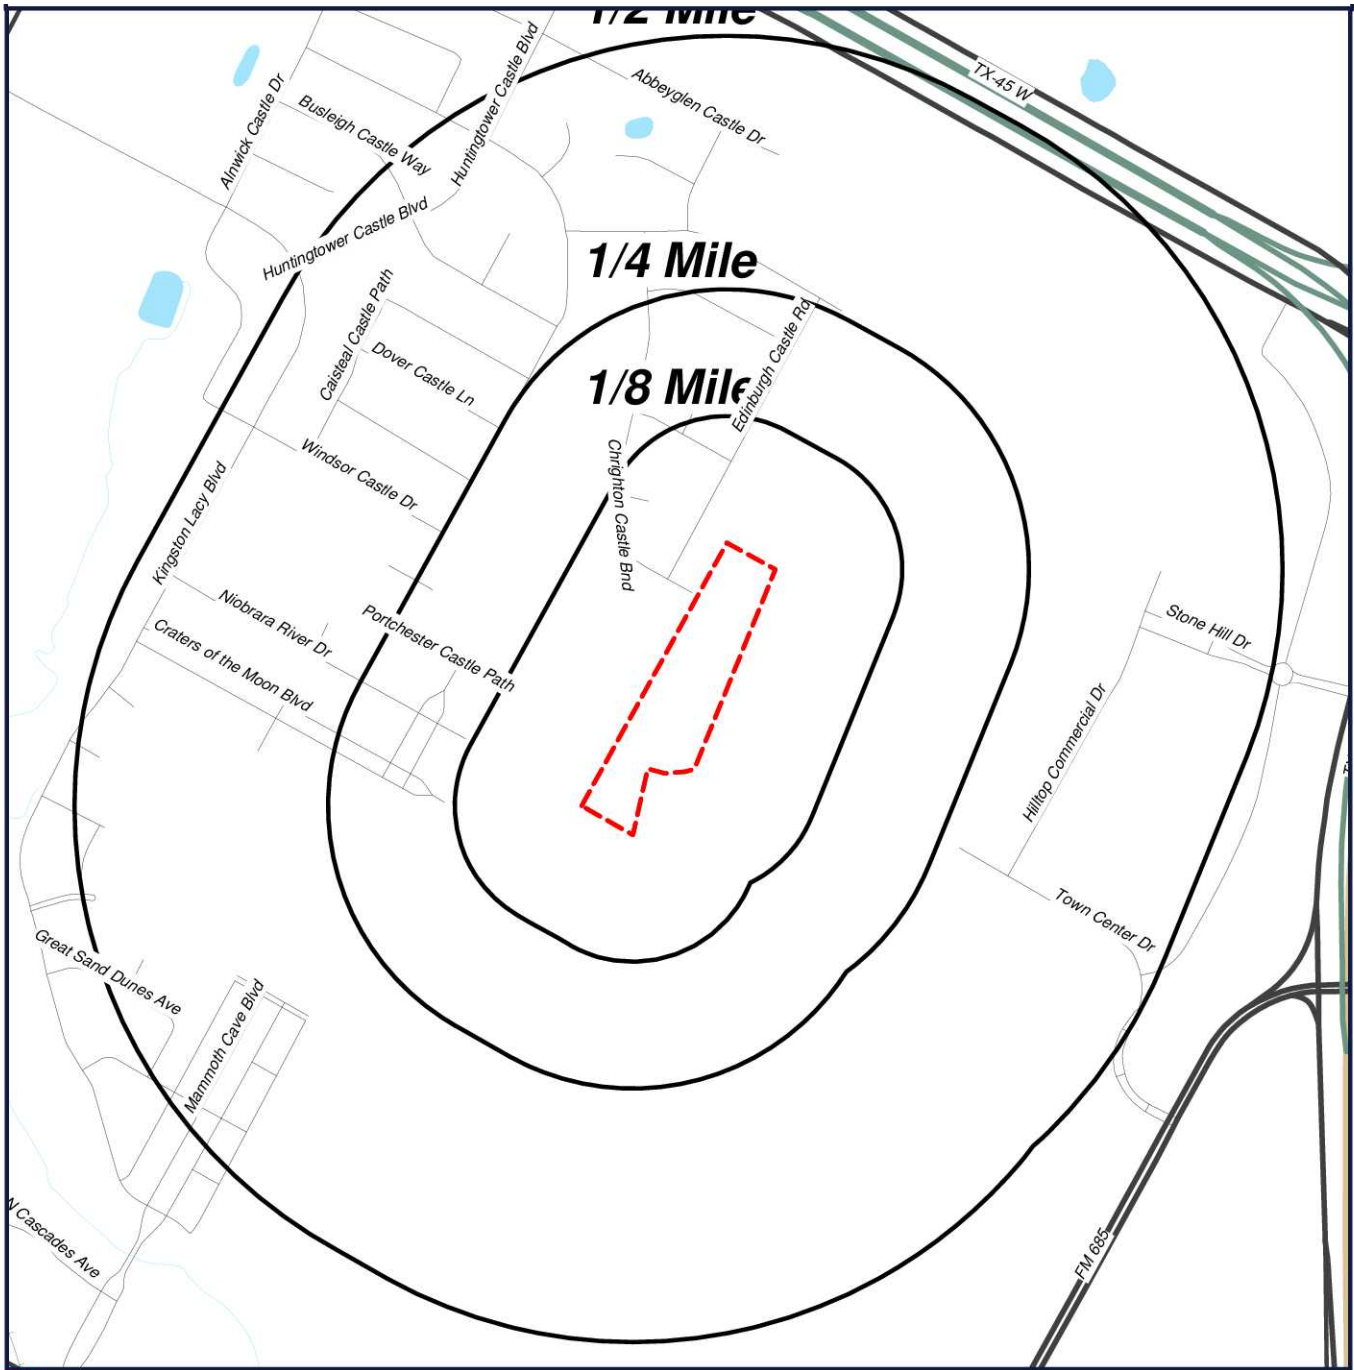 1/2 Mile
Huntingtower Castle Blvd
TX-45 W
Abbeyglen Castle Dr
Alnwick Castle Dr
Busleigh Castle Way
Huntingtower Castle Blvd
1/4 Mile
Caisteal Castle Path
Edinburgh Castle Rd
Dover Castle Ln
1/8 Mile
Windsor Castle Dr
Chrighton Castle Bnd
Kingston Lacy Blvd
Niobrara River Dr
Portchester Castle Path
Stone Hill Dr
Craters of the Moon Blvd
Hilltop Commercial Dr
Town Center Dr
Great Sand Dunes Ave
Mammoth Cave Blvd
N Cascades Ave
FM 685